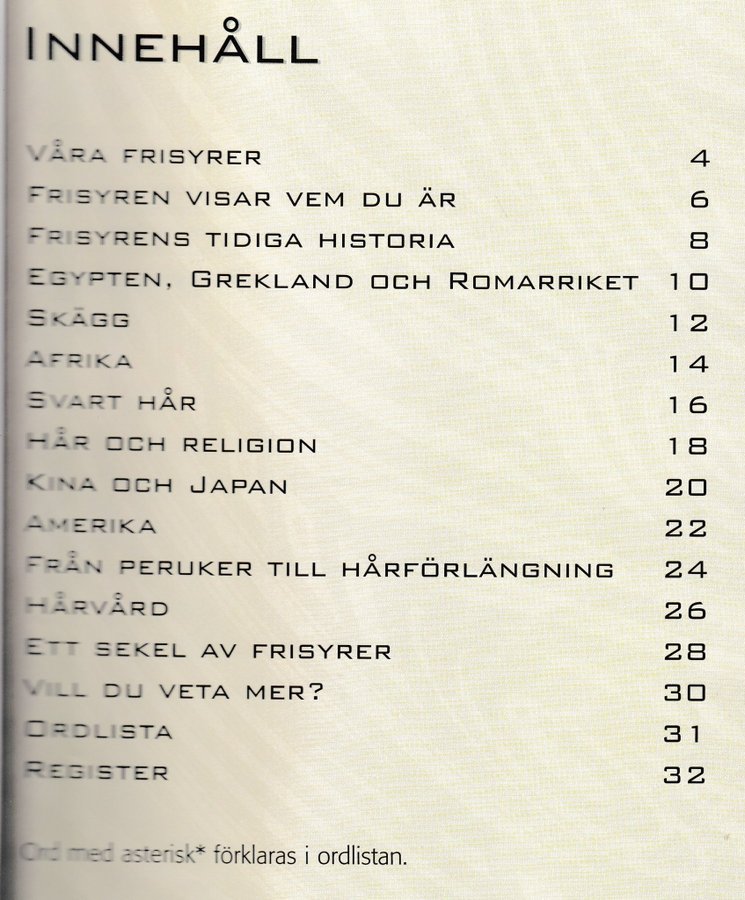 INNEHÅLL
VÅRA FRISYRER 4
FRISYREN VISAR VEM DU ÄR 6
FRISYRENS TIDIGA HISTORIA 8
EGYPTEN, GREKLAND OCH ROMARRIKET 10
SKÄGG 12
AFRIKA 14
SVART HÅR 16
HÅR OCH RELIGION 18
KINA OCH JAPAN 20
AMERIKA 22
FRÅN PERUKER TILL HÅRFÖRLÄNGNING 24
HÅRVÅRD 26
ETT SEKEL AV FRISYRER 28
VILL DU VETA MER? 30
ORDLISTA 31
REGISTER 32
Ord med asterisk* förklaras i ordlistan.